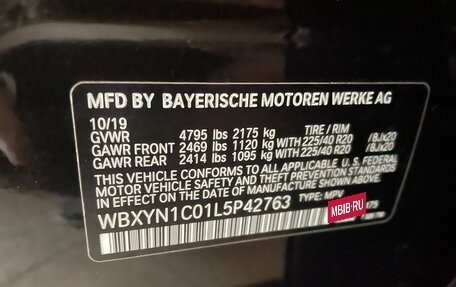 MFD BY BAYERISCHE MOTOREN WERKE AG
10/19
GVWR 4795 lbs 2175 kg TIRE / RIM
GAWR FRONT 2469 lbs 1120 kg WITH 225/40 R20 /8Jx20
GAWR REAR 2414 lbs 1095 kg WITH 225/40 R20 /8Jx20
THIS VEHICLE CONFORMS TO ALL APPLICABLE U.S. FEDERAL
SAFETY, BUMPER AND THEFT PREVENTION STANDARDS
IN EFFECT ON THE DATE OF MANUFACTURE SHOWN ABOVE.
WBXYN1C01L5P42763 TYPE: MPV
MBIB.RU